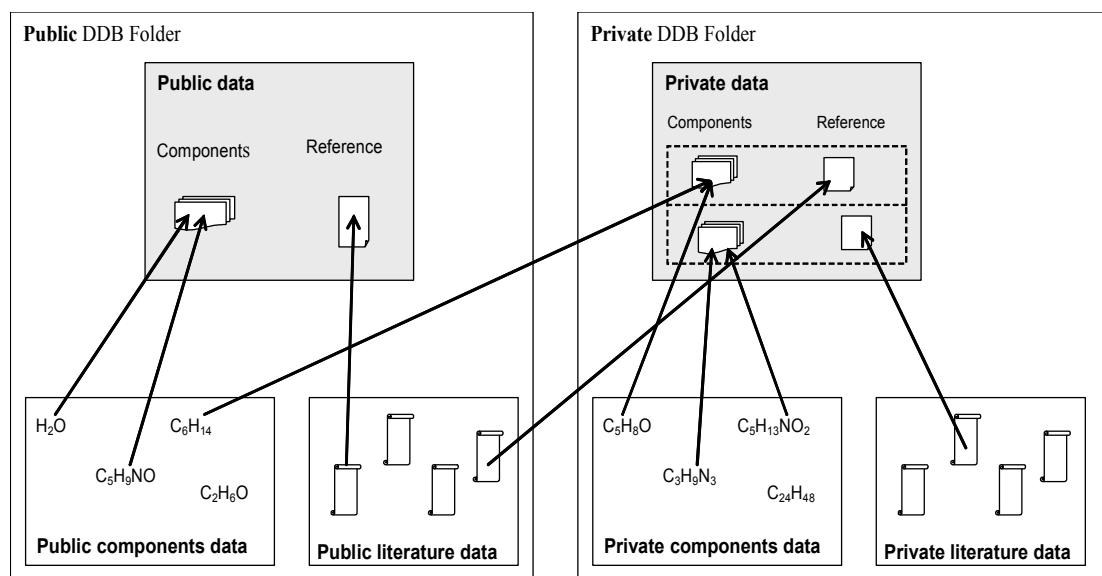 Public DDB Folder
Public data
Components
Reference
H₂O
C₆H₁₄
C₅H₉NO
C₂H₆O
Public components data
Public literature data
Private DDB Folder
Private data
Components
Reference
C₅H₈O
C₅H₁₃NO₂
C₃H₉N₃
C₂₄H₄₈
Private components data
Private literature data